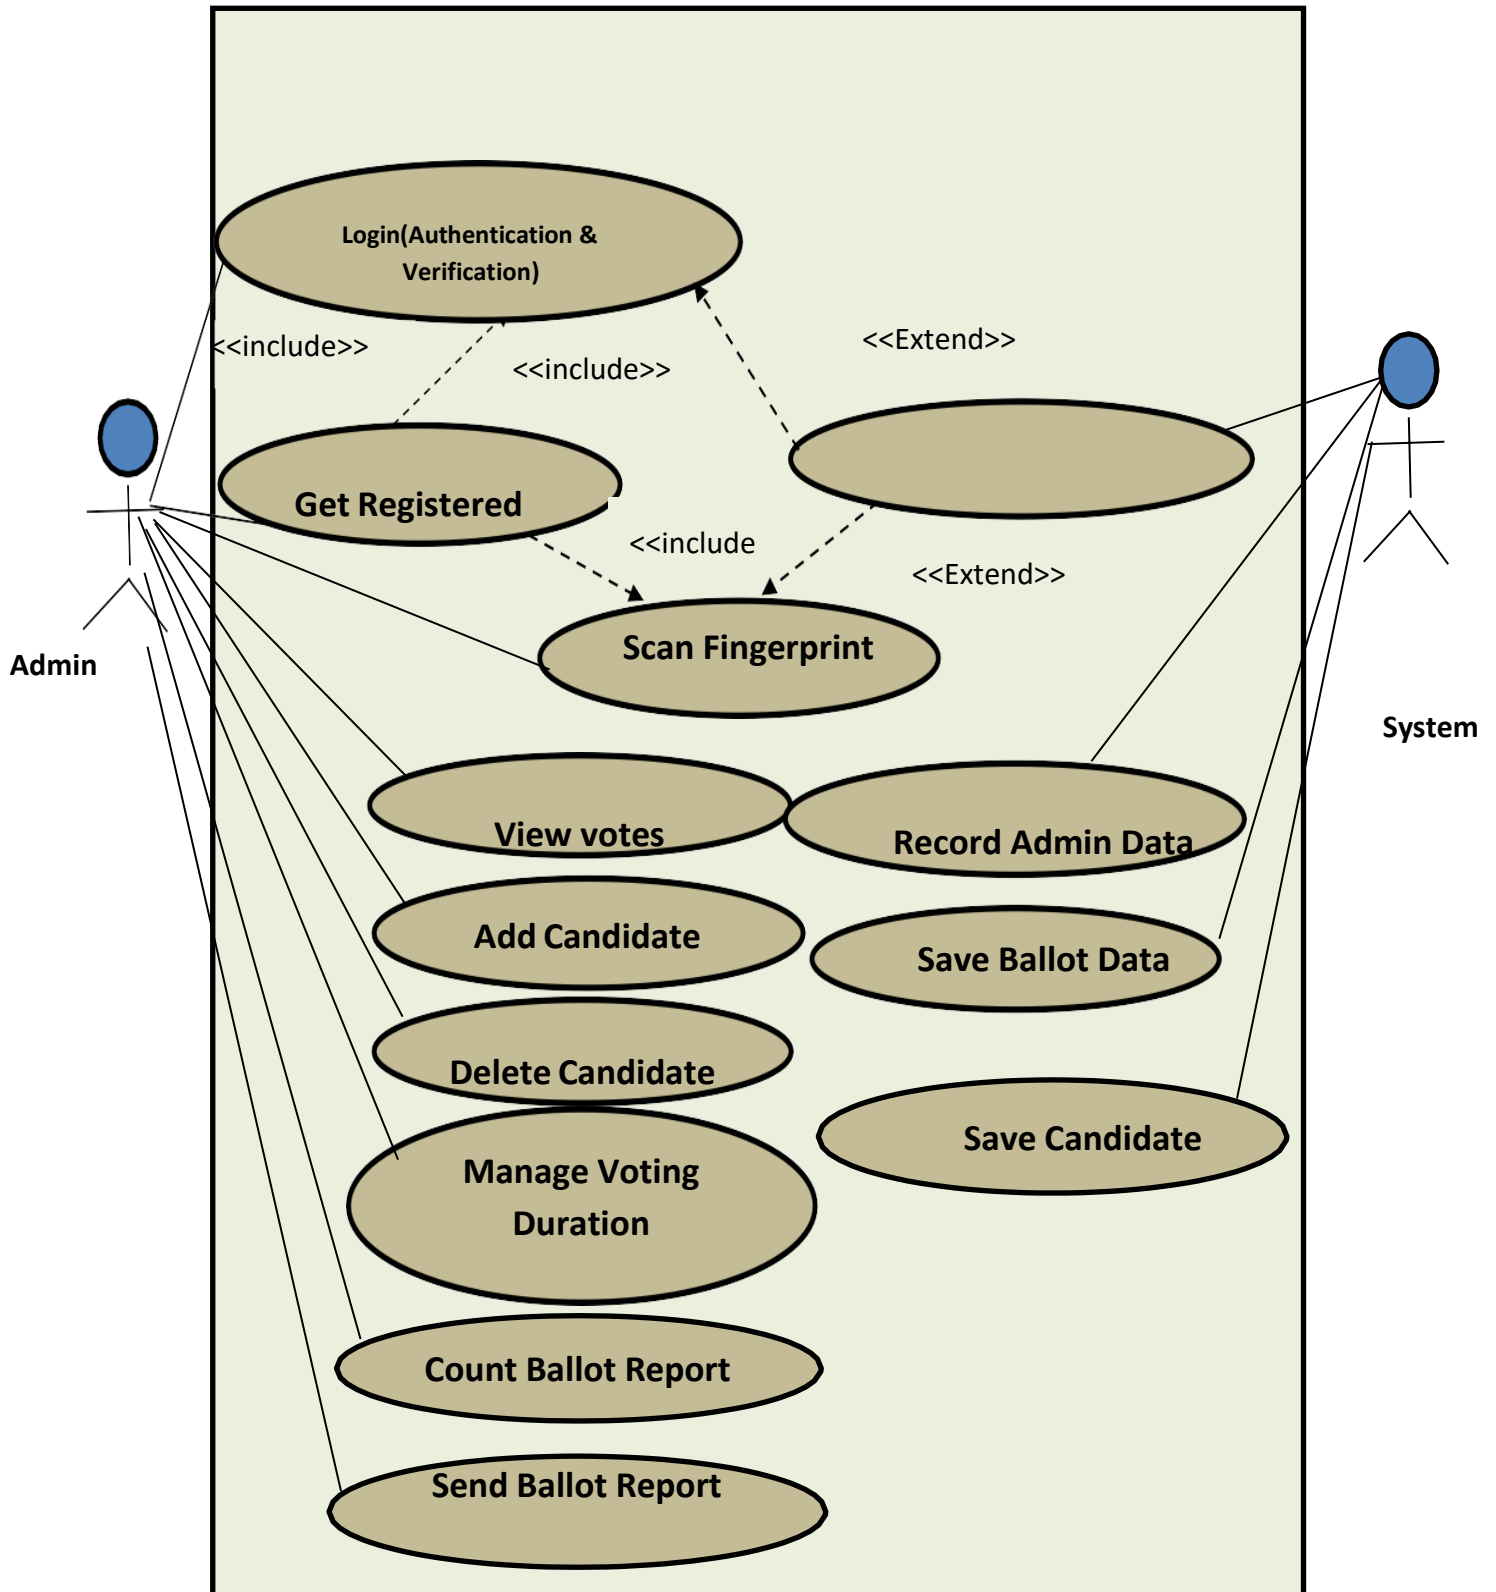 Login(Authentication &
Verification)
<<include>>
<<include>>
<<Extend>>
Get Registered
<<include
<<Extend>>
Scan Fingerprint
Admin
System
View votes
Record Admin Data
Add Candidate
Save Ballot Data
Delete Candidate
Save Candidate
Manage Voting
Duration
Count Ballot Report
Send Ballot Report